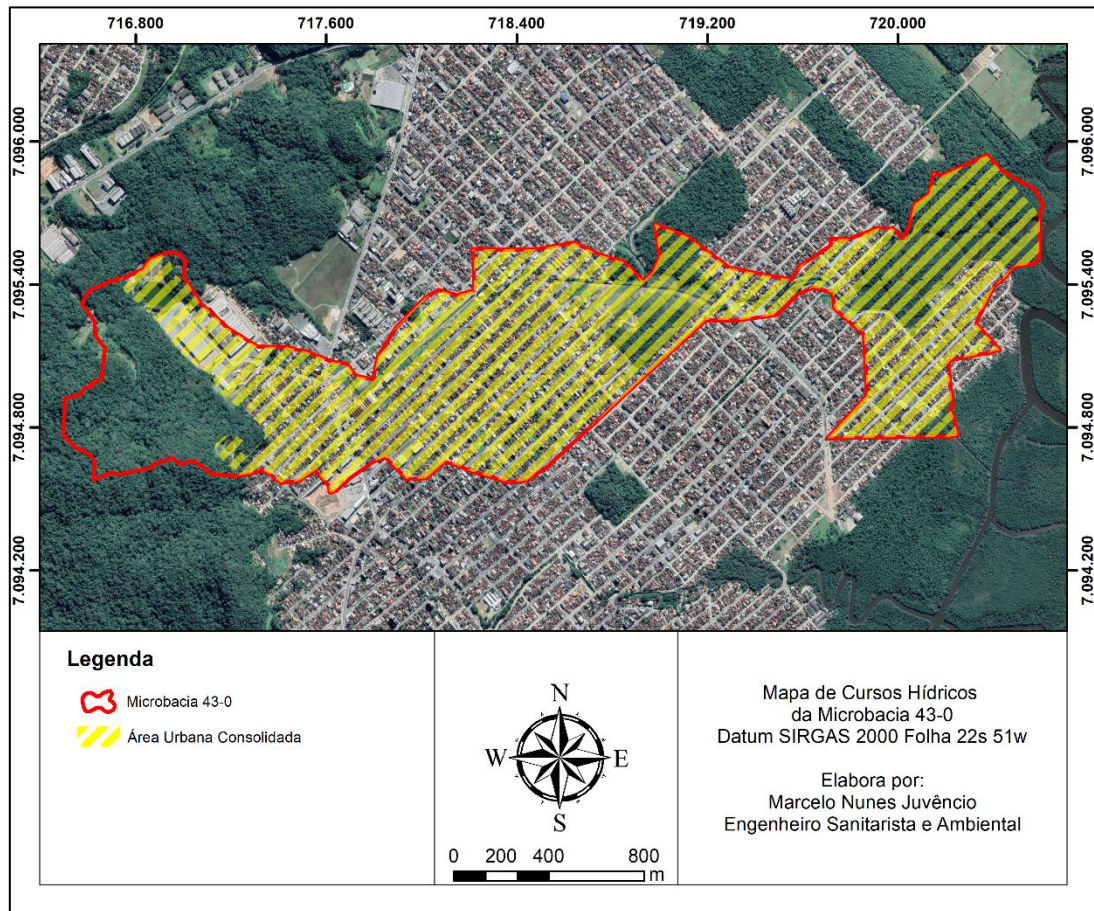 716.800 717.600 718.400 719.200 720.000
7.096.000 7.096.000
7.095.400 7.095.400
7.094.800 7.094.800
7.094.200 7.094.200
Legenda
Microbacia 43-0
Área Urbana Consolidada
N
W E
S
0 200 400 800
m
Mapa de Cursos Hídricos
da Microbacia 43-0
Datum SIRGAS 2000 Folha 22s 51w
Elabora por:
Marcelo Nunes Juvêncio
Engenheiro Sanitarista e Ambiental